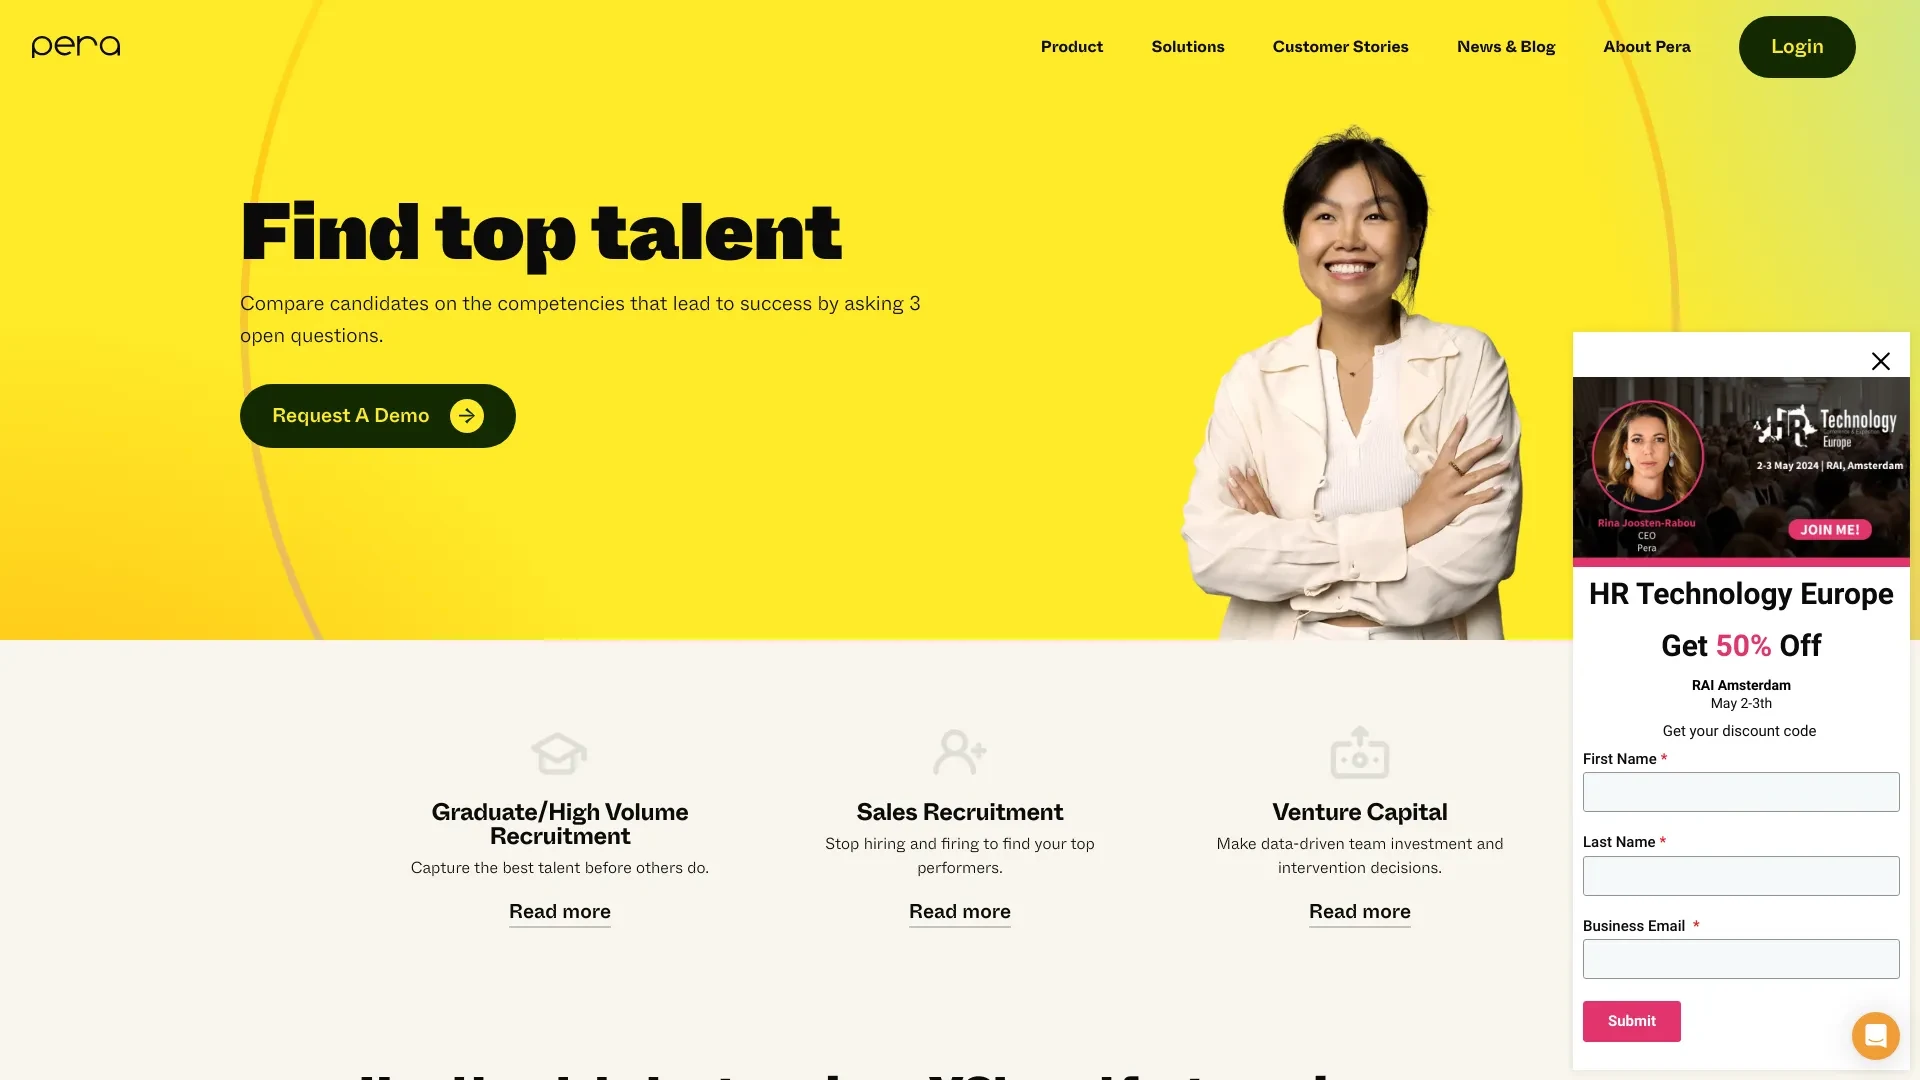 pera
Product
Solutions
Customer Stories
News & Blog
About Pera
Login
Find top talent
Compare candidates on the competencies that lead to success by asking 3
open questions.
Request A Demo
HR Technology
Europe
2-3 May 2024 | RAI, Amsterdam
Rina Joosten-Rabou
CEO
Pera
JOIN ME!
HR Technology Europe
Get 50% Off
RAI Amsterdam
May 2-3th
Get your discount code
First Name *
Last Name *
Business Email *
Submit
Graduate/High Volume
Recruitment
Capture the best talent before others do.
Read more
Sales Recruitment
Stop hiring and firing to find your top
performers.
Read more
Venture Capital
Make data-driven team investment and
intervention decisions.
Read more